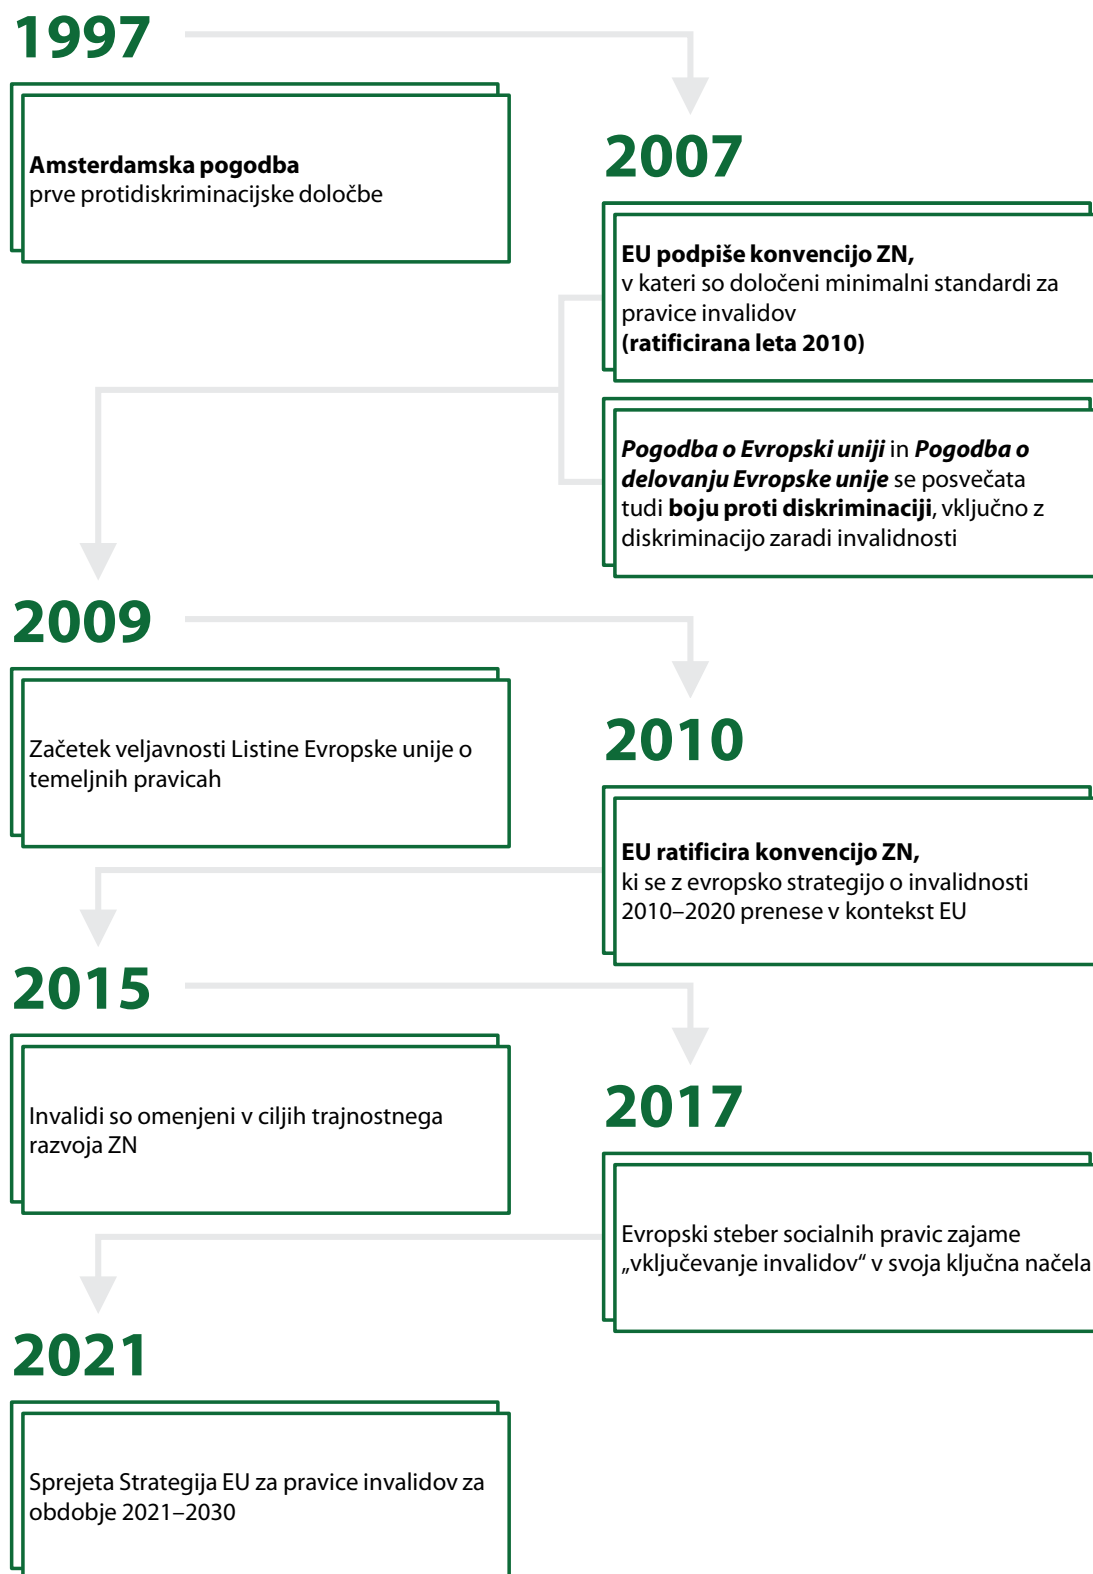 1997
Amsterdamska pogodba
prve protidiskriminacijske določbe
2007
EU podpiše konvencijo ZN,
v kateri so določeni minimalni standardi za
pravice invalidov
(ratificirana leta 2010)
Pogodba o Evropski uniji in Pogodba o
delovanju Evropske unije se posvečata
tudi boju proti diskriminaciji, vključno z
diskriminacijo zaradi invalidnosti
2009
Začetek veljavnosti Listine Evropske unije o
temeljnih pravicah
2010
EU ratificira konvencijo ZN,
ki se z evropsko strategijo o invalidnosti
2010–2020 prenese v kontekst EU
2015
Invalidi so omenjeni v ciljih trajnostnega
razvoja ZN
2017
Evropski steber socialnih pravic zajame
„vključevanje invalidov“ v svoja ključna načela
2021
Sprejeta Strategija EU za pravice invalidov za
obdobje 2021–2030